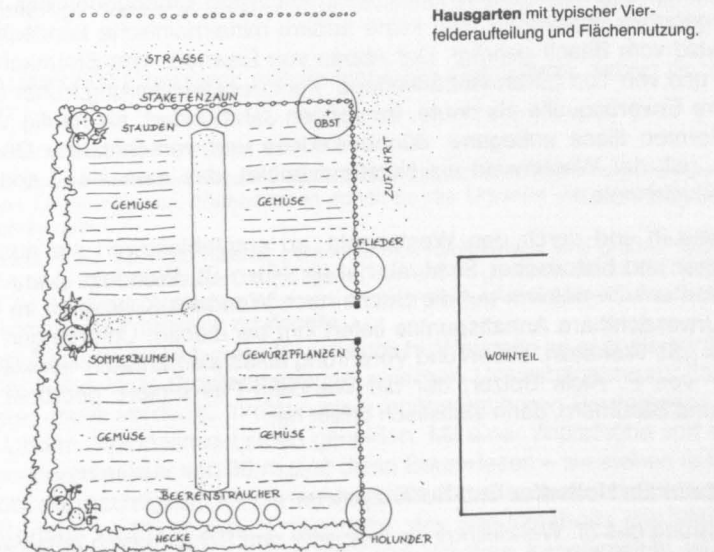 Hausgarten mit typischer Vier-
felderaufteilung und Flächennutzung.
STRASSE
STAKETENZAUN
STAUDEN
OBST
ZUFAHRT
GEMÜSE
GEMÜSE
FLIEDER
WOHNTEIL
SOMMERBLUMEN
GEWÜRZPFLANZEN
GEMÜSE
GEMÜSE
BEERENSTRÄUCHER
HECKE
HOLUNDER